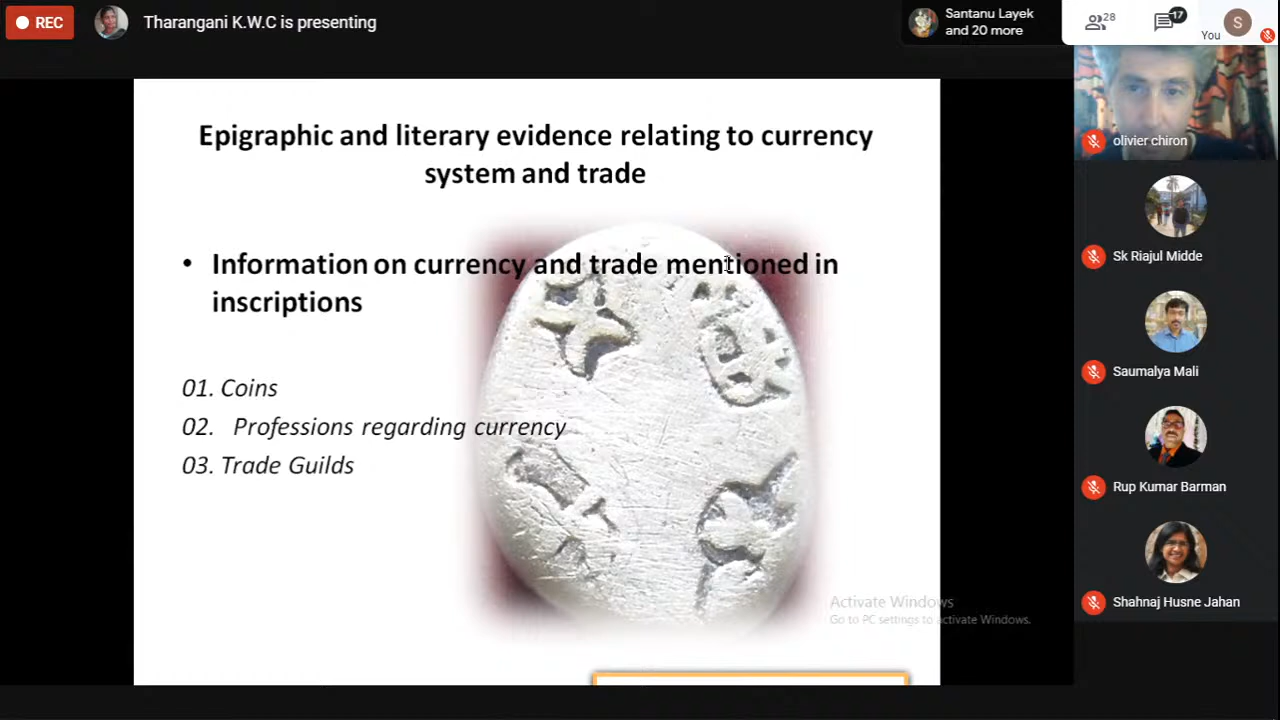 REC
Tharangani K.W.C is presenting
Santanu Layek
and 20 more
28
17
You
S
Epigraphic and literary evidence relating to currency
system and trade
• Information on currency and trade mentioned in
inscriptions
01. Coins
02. Professions regarding currency
03. Trade Guilds
Activate Windows
Go to PC settings to activate Windows.
olivier chiron
Sk Riajul Midde
Saumalya Mali
Rup Kumar Barman
Shahnaj Husne Jahan